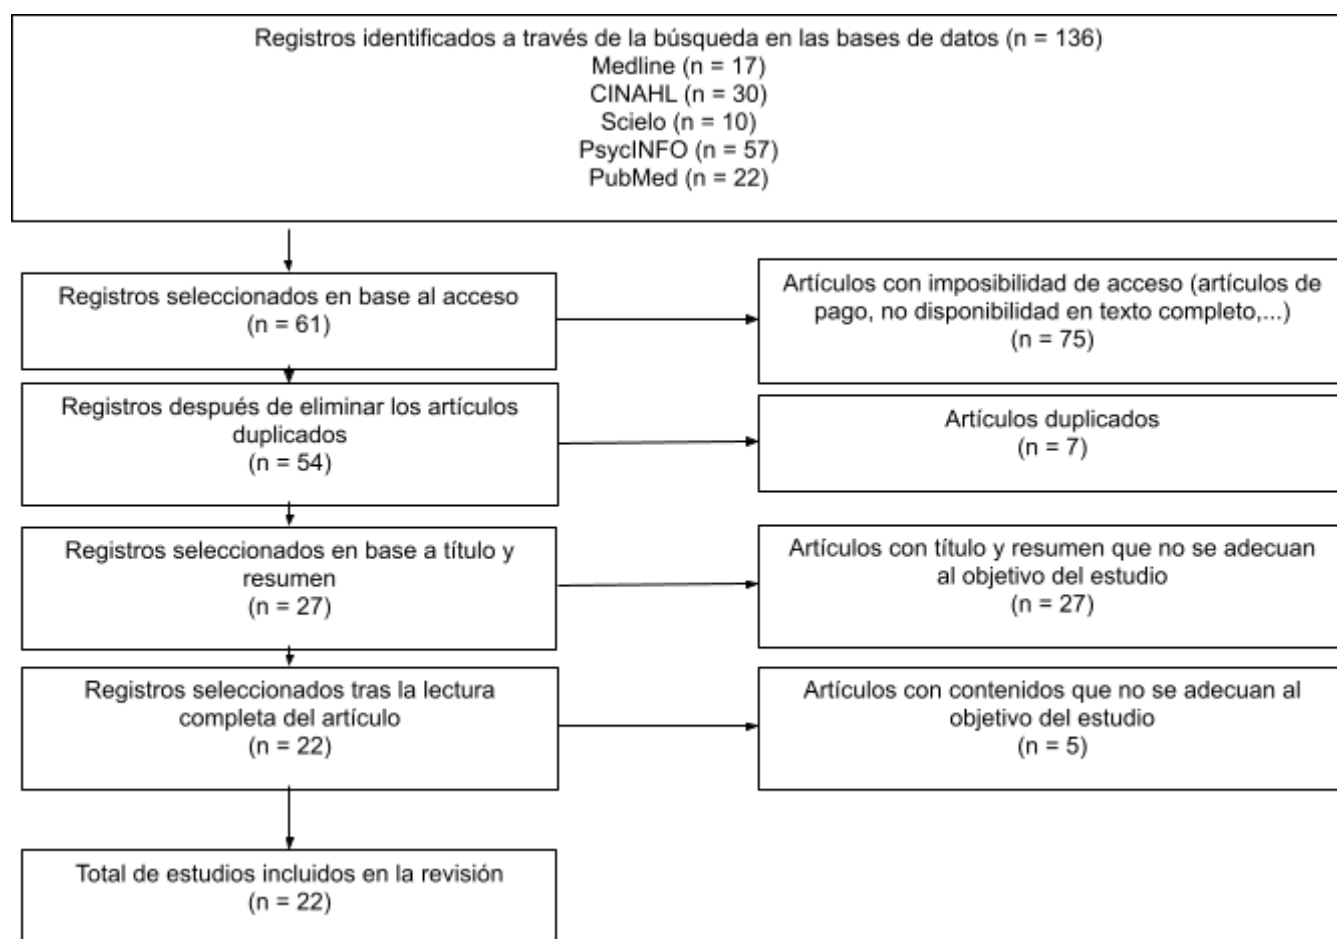 Registros identificados a través de la búsqueda en las bases de datos (n = 136)
Medline (n = 17)
CINAHL (n = 30)
Scielo (n = 10)
PsycINFO (n = 57)
PubMed (n = 22)
Registros seleccionados en base al acceso
(n = 61)
Artículos con imposibilidad de acceso (artículos de
pago, no disponibilidad en texto completo,...)
(n = 75)
Registros después de eliminar los artículos
duplicados
(n = 54)
Artículos duplicados
(n = 7)
Registros seleccionados en base a título y
resumen
(n = 27)
Artículos con título y resumen que no se adecuan
al objetivo del estudio
(n = 27)
Registros seleccionados tras la lectura
completa del artículo
(n = 22)
Artículos con contenidos que no se adecuan al
objetivo del estudio
(n = 5)
Total de estudios incluidos en la revisión
(n = 22)